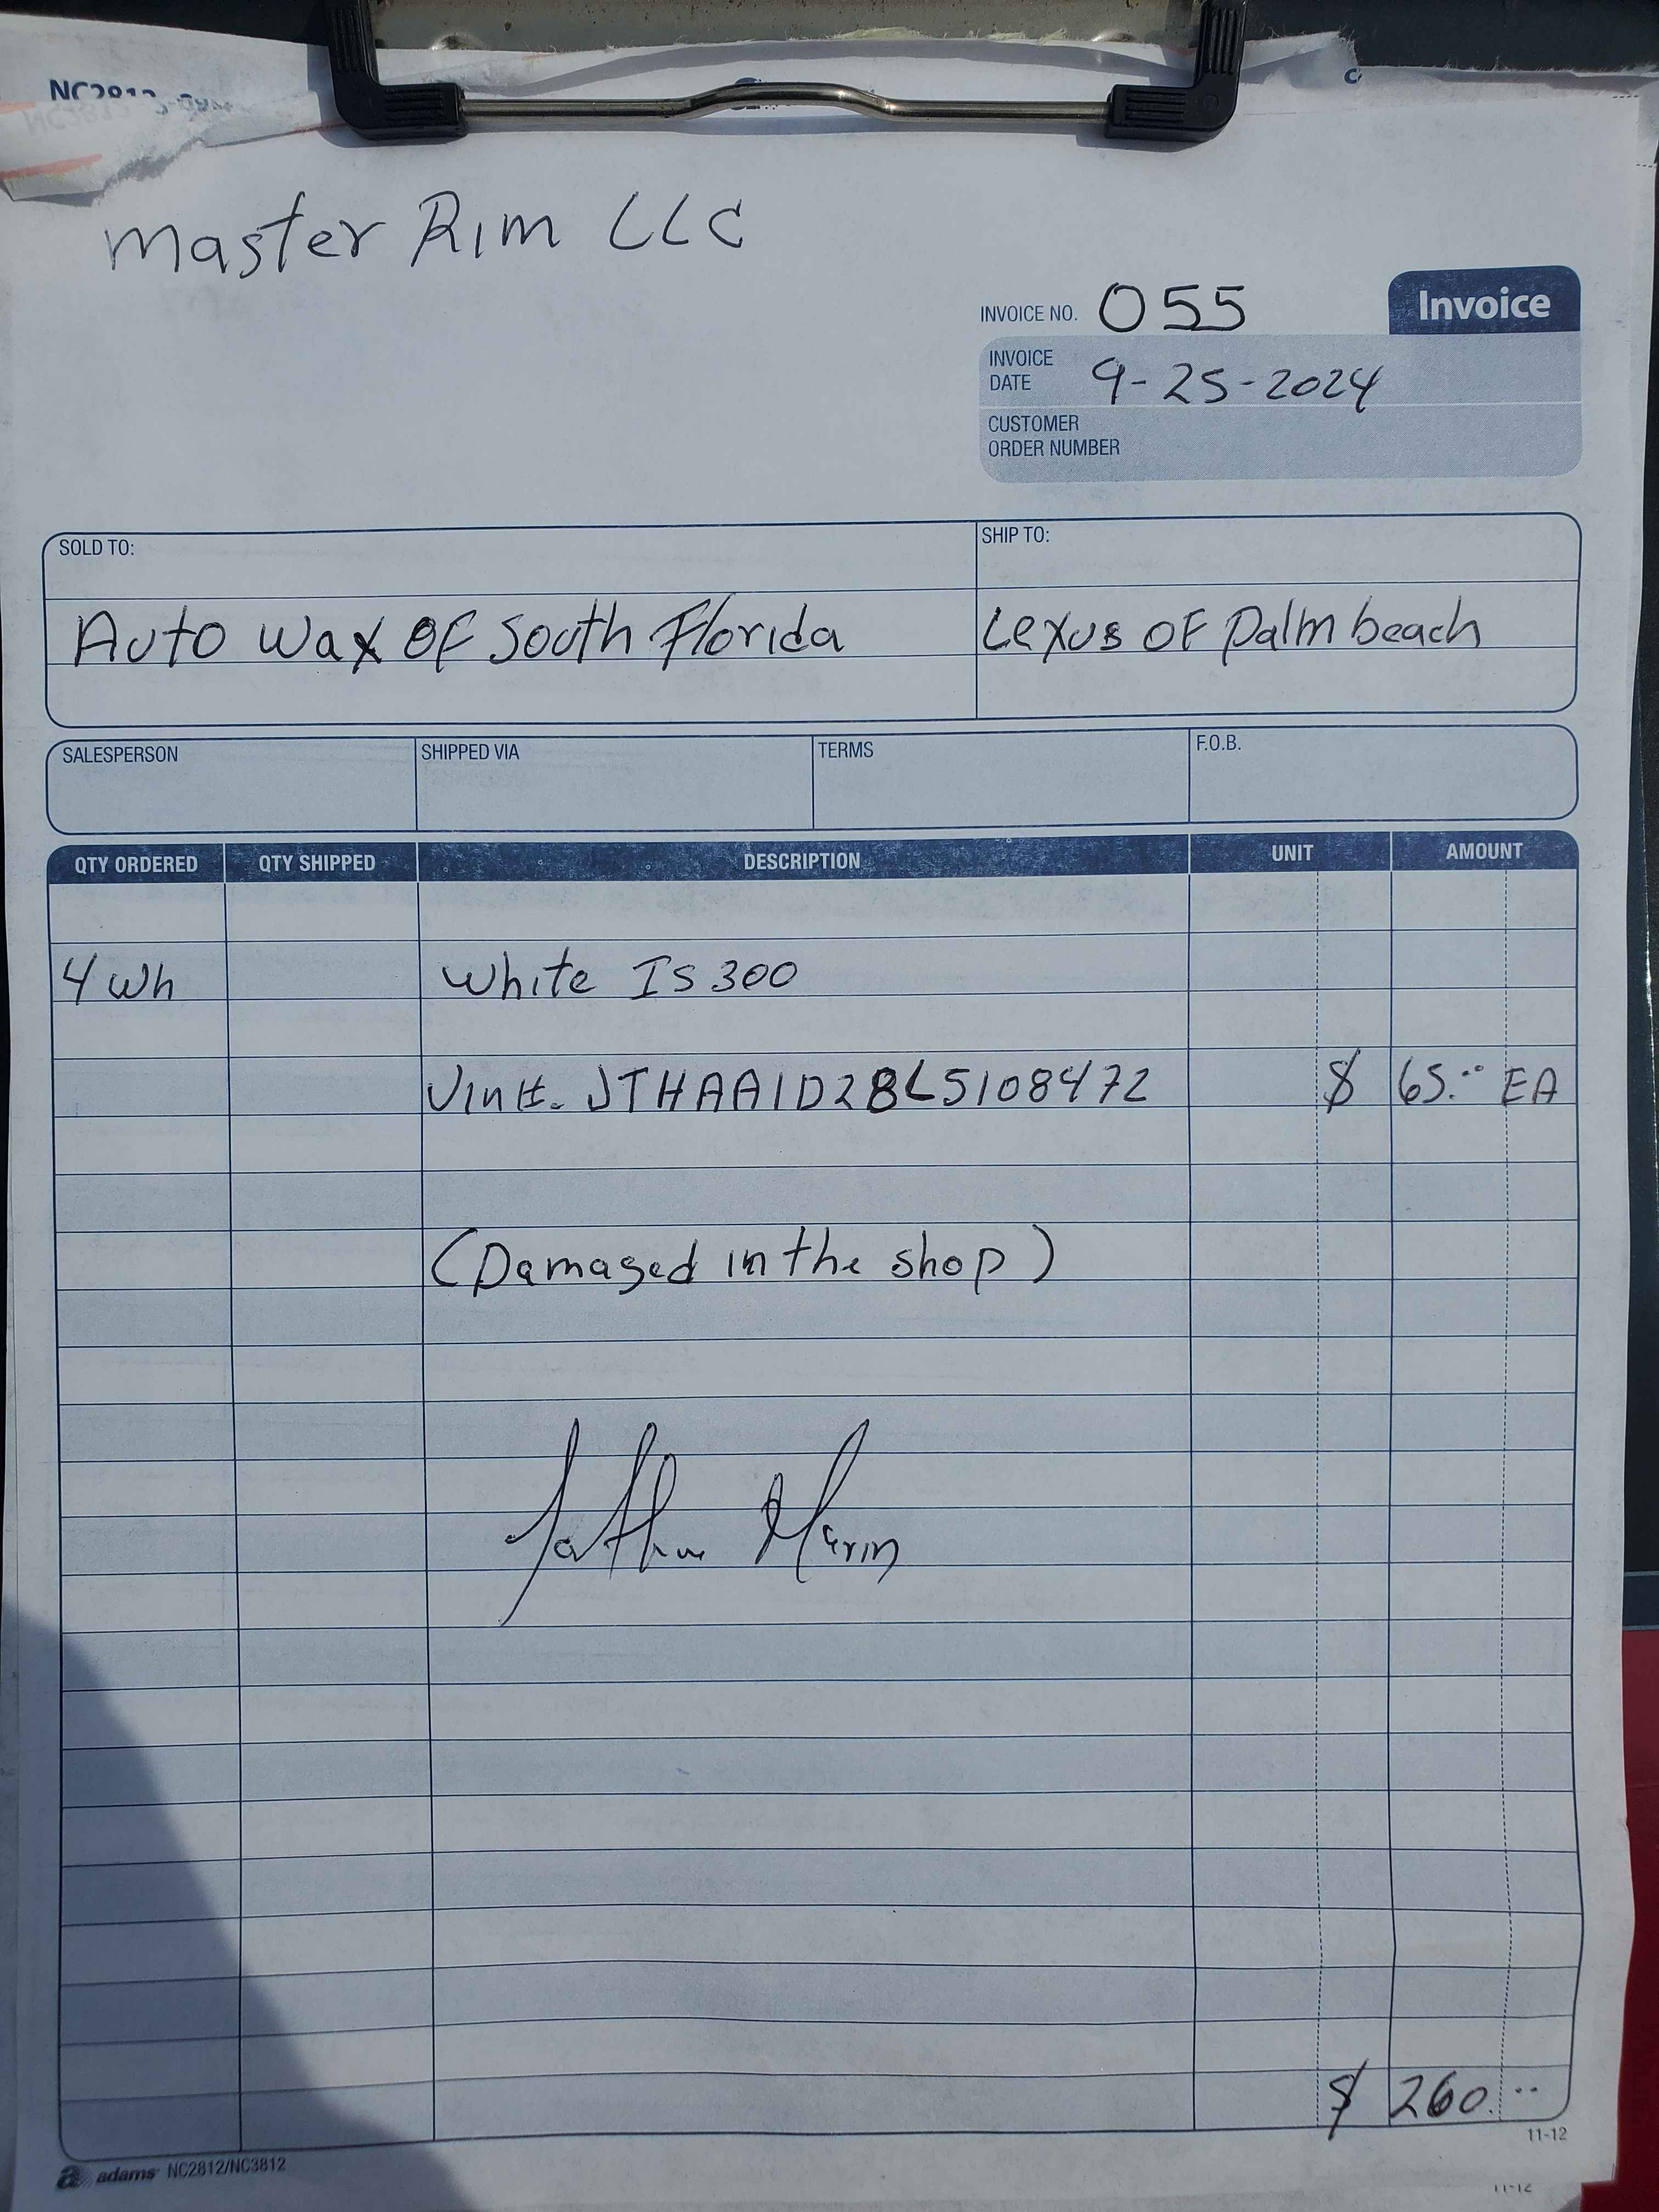 Master Rim LLC
INVOICE NO. 055
Invoice
INVOICE DATE 9-25-2024
CUSTOMER ORDER NUMBER
SOLD TO:
SHIP TO:
Auto Wax OF South Florida
Lexus OF Palm beach
SALESPERSON SHIPPED VIA TERMS F.O.B.
QTY ORDERED QTY SHIPPED DESCRIPTION UNIT AMOUNT
4 Wh White IS 300
Vin#. JTHAA1D2BL5108472 $ 65.00 EA
(Damaged in the shop)
$ 260.00
11-12
adams NC2812/NC3812
11-12